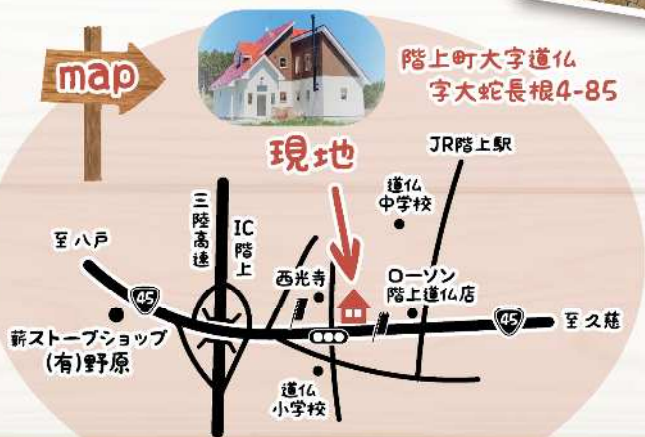 map
階上町大字道仏
字大蛇長根4-85
現地
JR階上駅
道仏
中学校
三陸高速
IC階上
至八戸
45
西光寺
ローソン
階上道仏店
45
至久慈
薪ストーブショップ
(有)野原
道仏
小学校